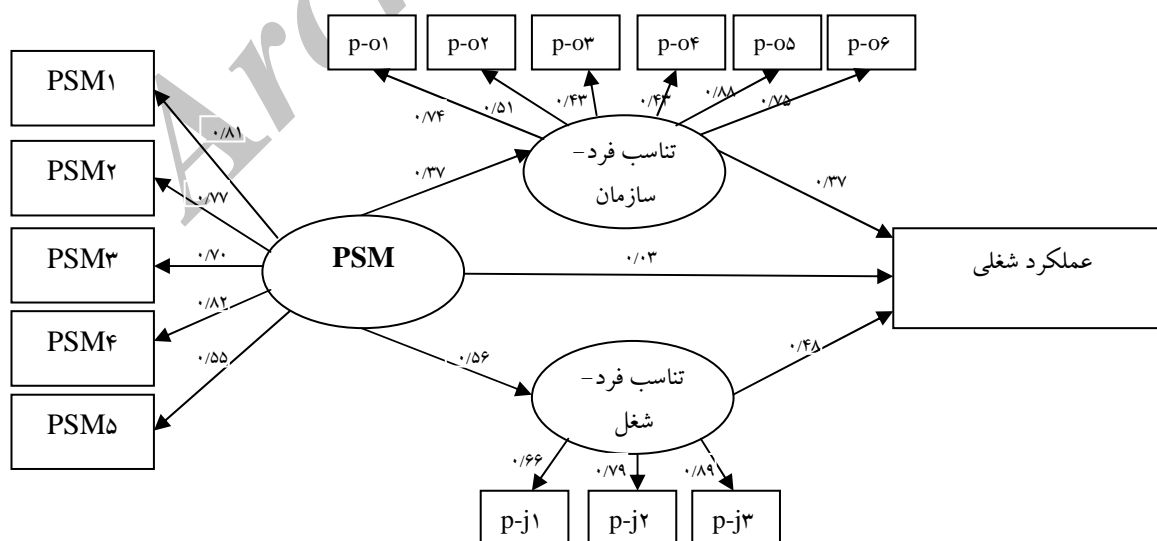 p-o۱
p-o۲
p-o۳
p-o۴
p-o۵
p-o۶
PSM۱
PSM۲
PSM۳
PSM۴
PSM۵
۰/۷۴
۰/۵۱
۰/۴۳
۰/۴۳
۰/۸۸
۰/۷۵
۰/۸۱
۰/۷۷
۰/۷۰
۰/۸۲
۰/۵۵
تناسب فرد–
سازمان
۰/۳۷
۰/۳۷
PSM
۰/۰۳
عملکرد شغلی
۰/۵۶
۰/۴۸
تناسب فرد–
شغل
۰/۶۶
۰/۷۹
۰/۸۹
p-j۱
p-j۲
p-j۳